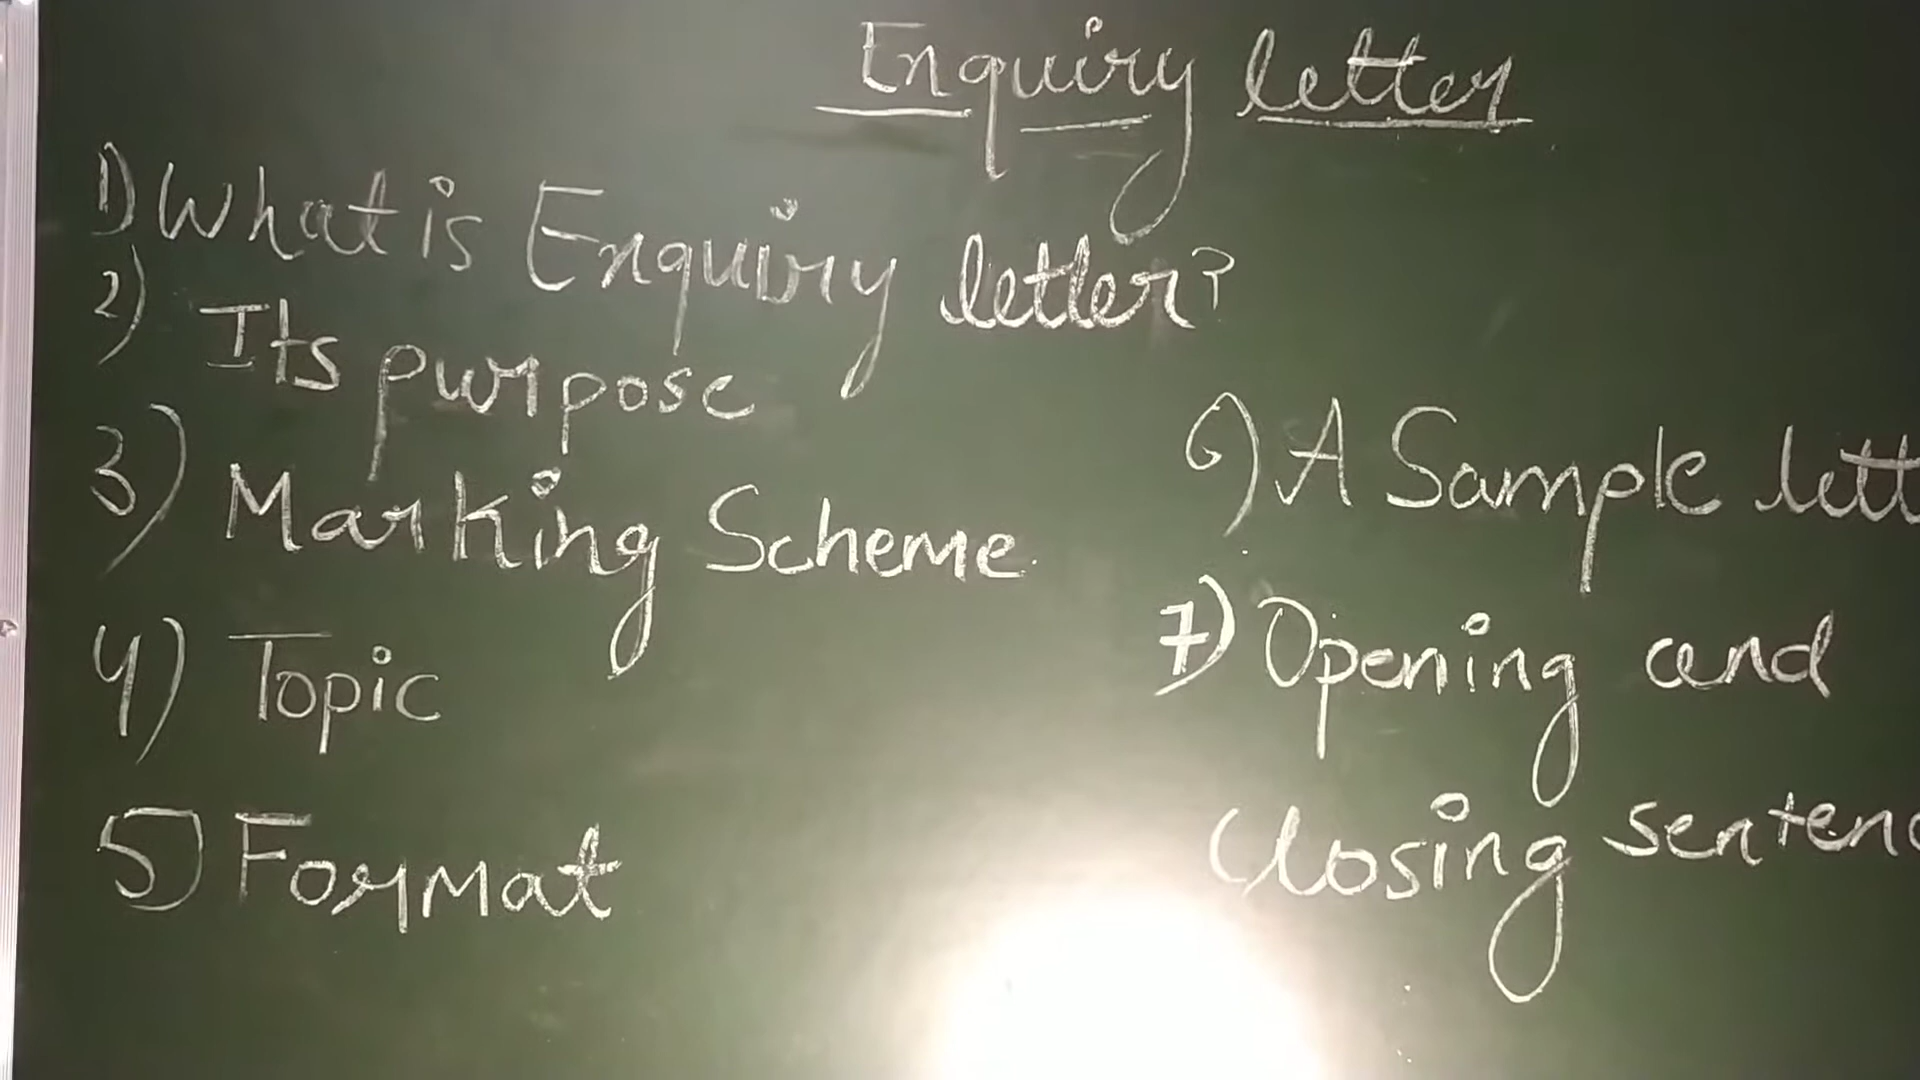 Enquiry letter
1) What is Enquiry letter?
2) Its purpose
3) Marking Scheme
4) Topic
5) Format
6) A Sample lett
7) Opening and
Closing sentenc